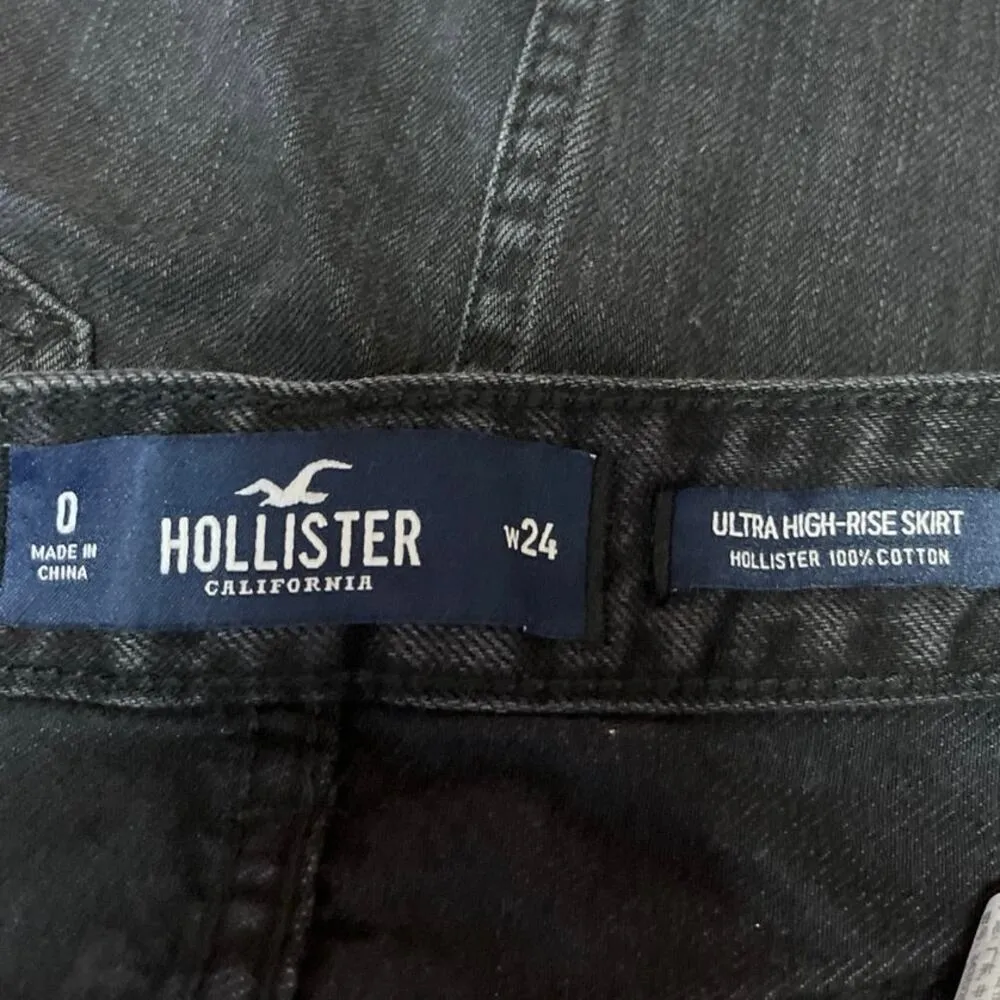 0
MADE IN
CHINA
HOLLISTER
CALIFORNIA
W24
ULTRA HIGH-RISE SKIRT
HOLLISTER 100% COTTON